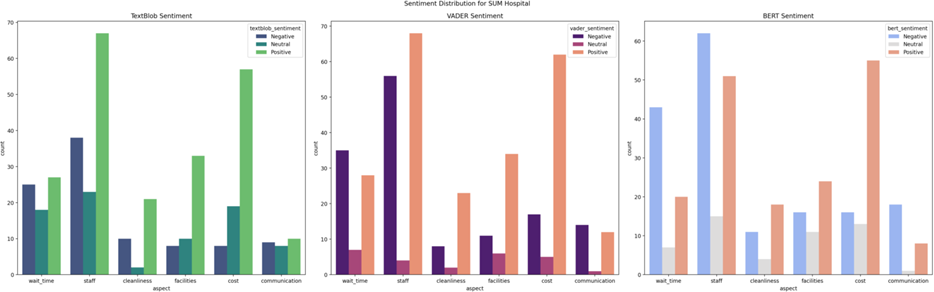 Sentiment Distribution for SUM Hospital
TextBlob Sentiment
textblob_sentiment
Negative
Neutral
Positive
70
60
50
40
30
20
10
0
count
wait_time staff cleanliness facilities cost communication
aspect
VADER Sentiment
vader_sentiment
Negative
Neutral
Positive
70
60
50
40
30
20
10
0
count
wait_time staff cleanliness facilities cost communication
aspect
BERT Sentiment
bert_sentiment
Negative
Neutral
Positive
60
50
40
30
20
10
0
count
wait_time staff cleanliness facilities cost communication
aspect